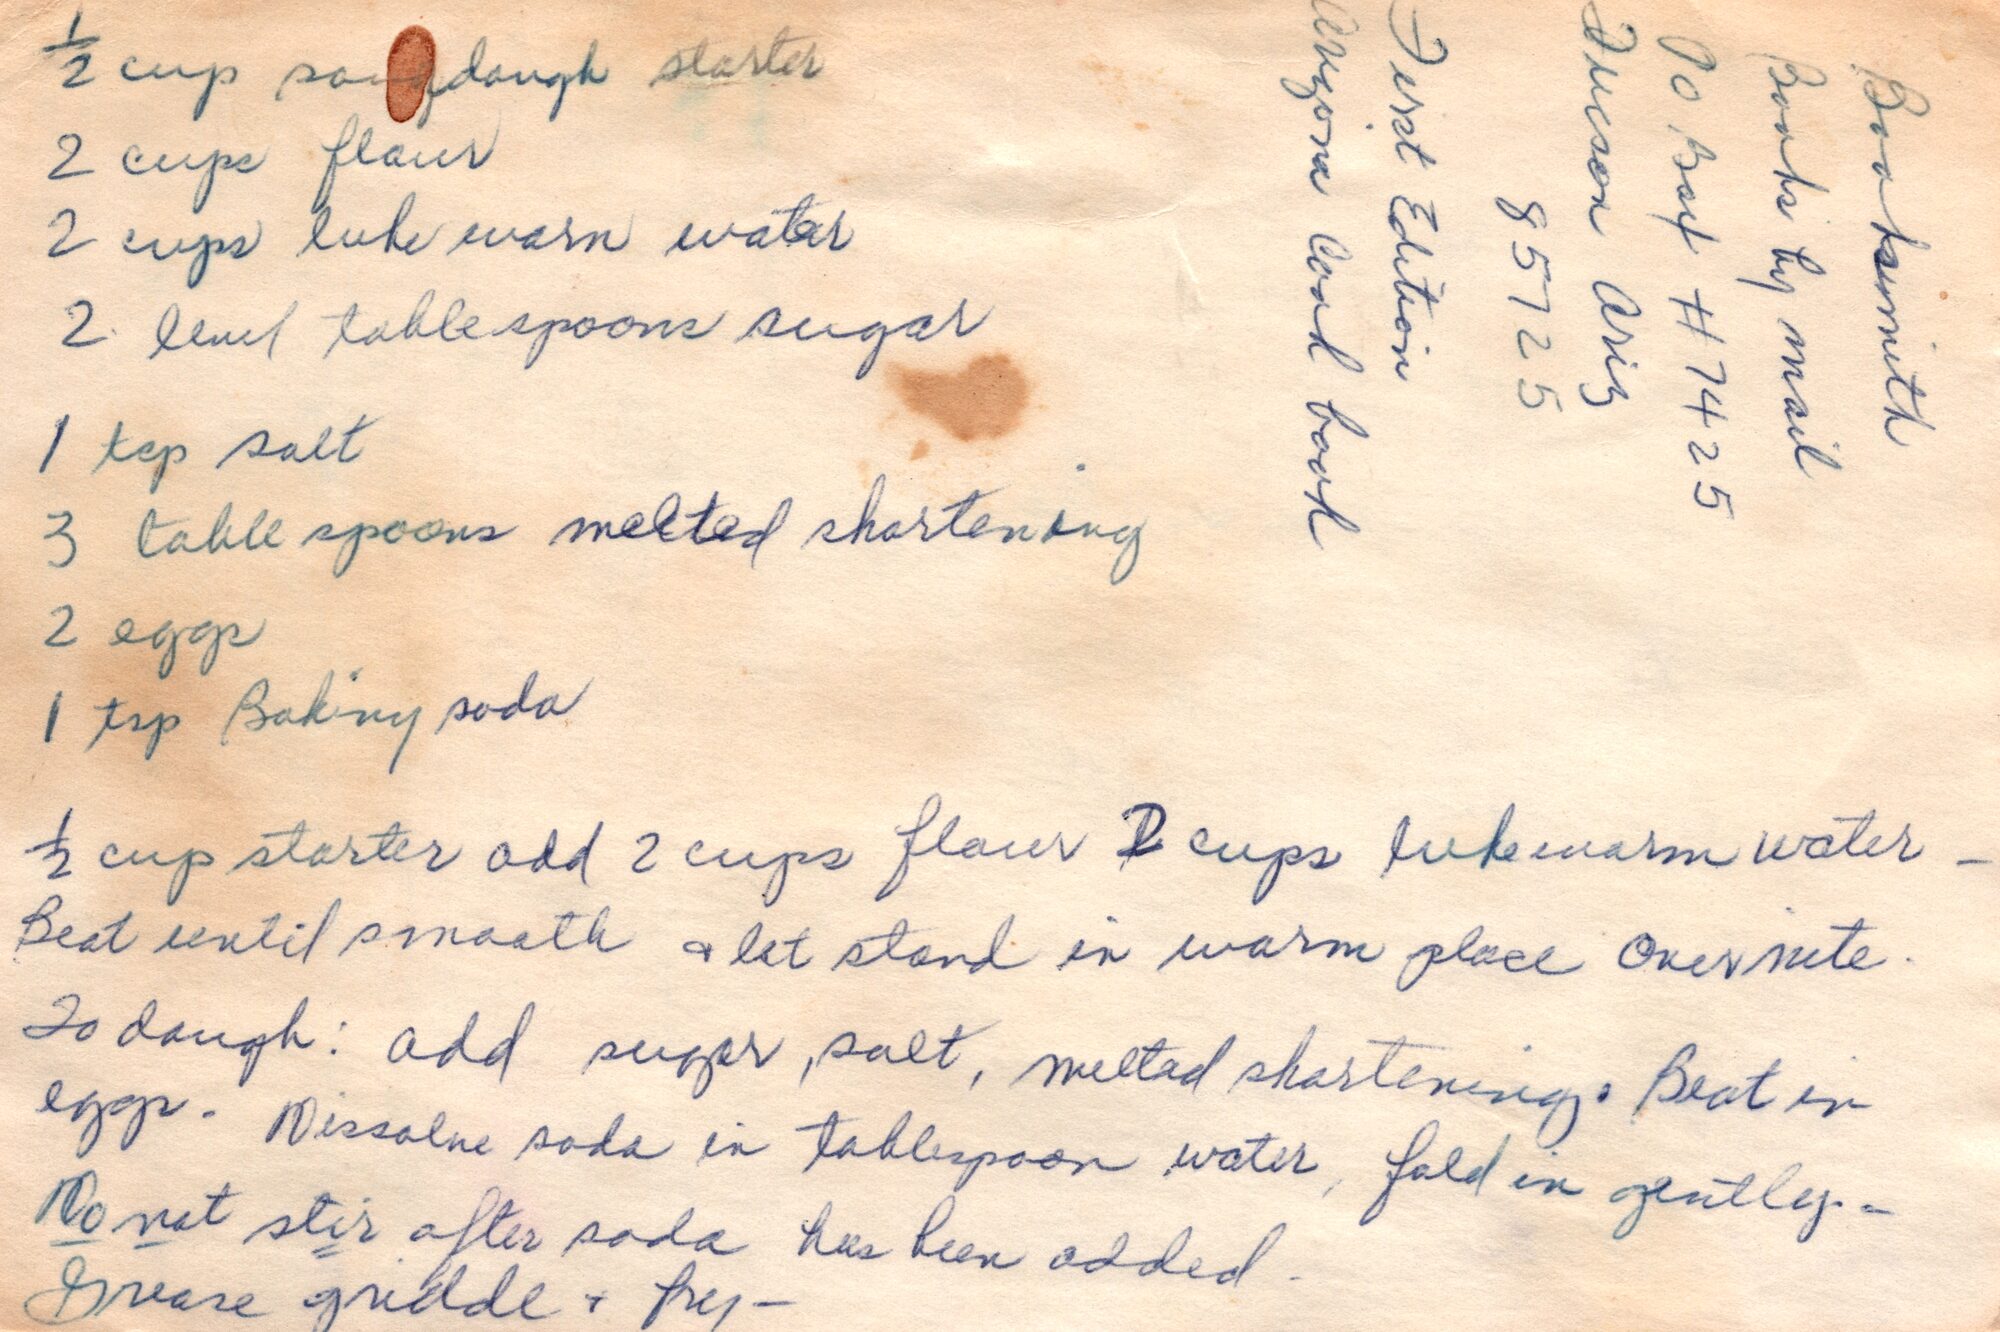 1/2 cup sourdough starter
2 cups flour
2 cups luke warm water
2 level tablespoons sugar
1 tsp salt
3 table spoons melted shortening
2 eggs
1 tsp Baking soda
1/2 cup starter add 2 cups flour 2 cups lukewarm water –
Beat until smooth & let stand in warm place overnite.
To dough: add sugar, salt, melted shortening. Beat in
eggs. Dissolve soda in tablespoon water, fold in gently. –
Do not stir after soda has been added. –
Grease griddle & fry –
Booksmith
Books by mail
PO Box #7425
Tucson Ariz
85725
First Edition
Arizona Cook book